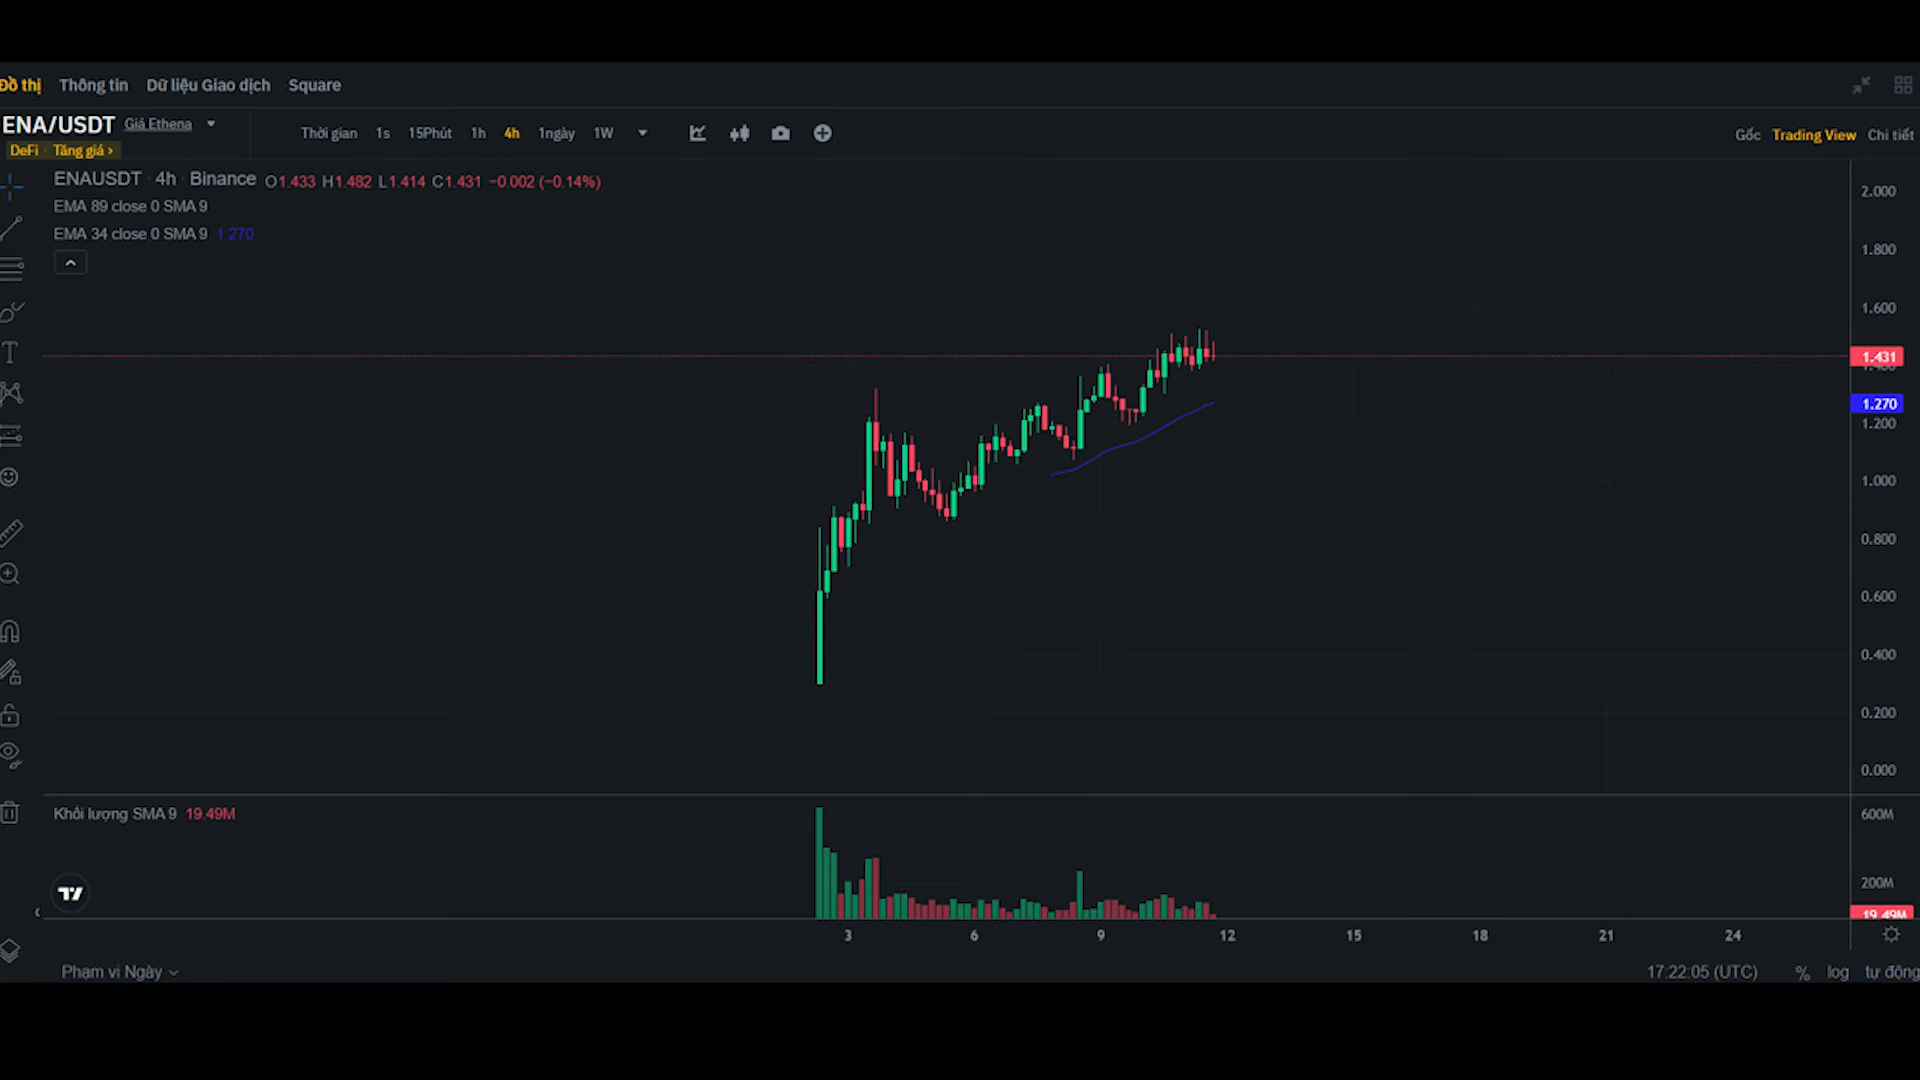 Đồ thị Thông tin Dữ liệu Giao dịch Square
ENA/USDT Giá Ethena
DeFi · Tăng giá ›
Thời gian 1s 15Phút 1h 4h 1ngày 1W
Gốc Trading View Chi tiết
ENAUSDT · 4h · Binance O1.433 H1.482 L1.414 C1.431 −0.002 (−0.14%)
EMA 89 close 0 SMA 9
EMA 34 close 0 SMA 9 1.270
2.000
1.800
1.600
1.431
1.400
1.270
1.200
1.000
0.800
0.600
0.400
0.200
0.000
Khối lượng SMA 9 19.49M
600M
200M
19.49M
3 6 9 12 15 18 21 24
Phạm vi Ngày
17:22:05 (UTC) % log tự động